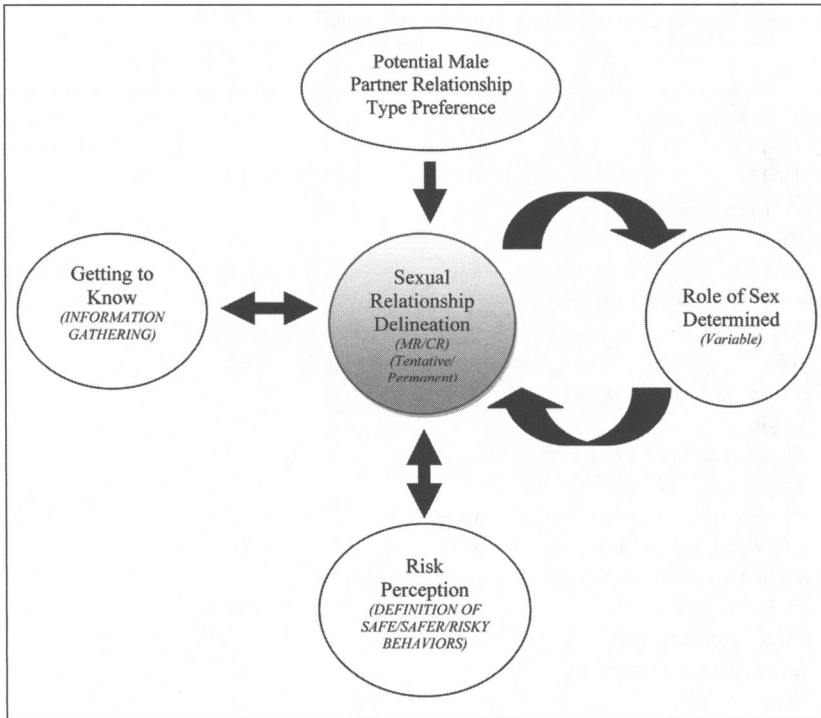 Potential Male
Partner Relationship
Type Preference
Getting to
Know
(INFORMATION
GATHERING)
Sexual
Relationship
Delineation
(MR/CR)
(Tentative/
Permanent)
Role of Sex
Determined
(Variable)
Risk
Perception
(DEFINITION OF
SAFE/SAFER/RISKY
BEHAVIORS)